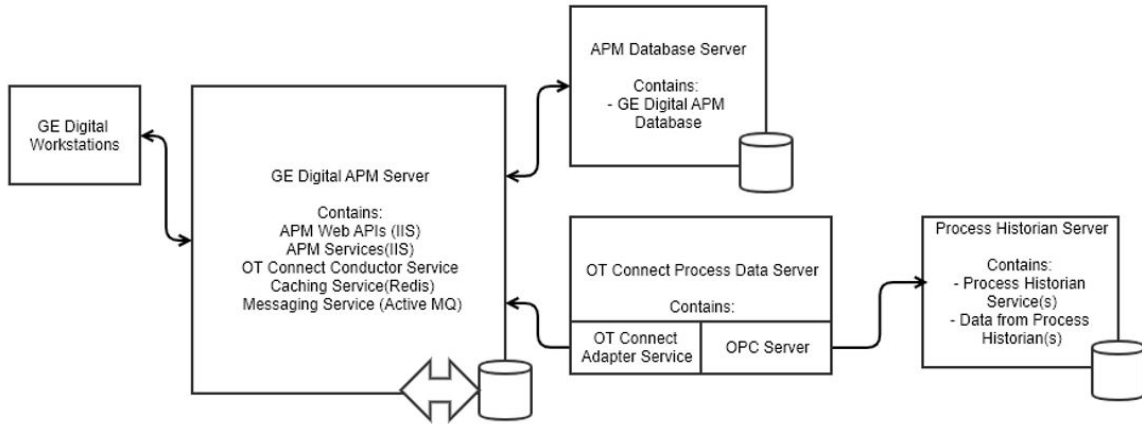 GE Digital
Workstations
GE Digital APM Server
Contains:
APM Web APIs (IIS)
APM Services(IIS)
OT Connect Conductor Service
Caching Service(Redis)
Messaging Service (Active MQ)
APM Database Server
Contains:
- GE Digital APM
Database
OT Connect Process Data Server
Contains:
OT Connect
Adapter Service
OPC Server
Process Historian Server
Contains:
- Process Historian
Service(s)
- Data from Process
Historian(s)